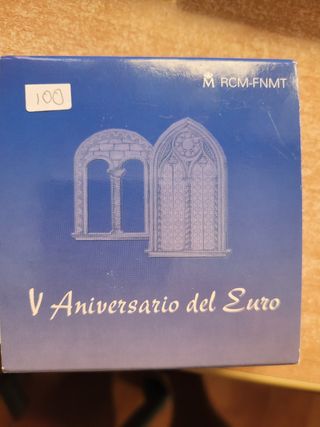 RCM-FNMT
100
V Aniversario del Euro